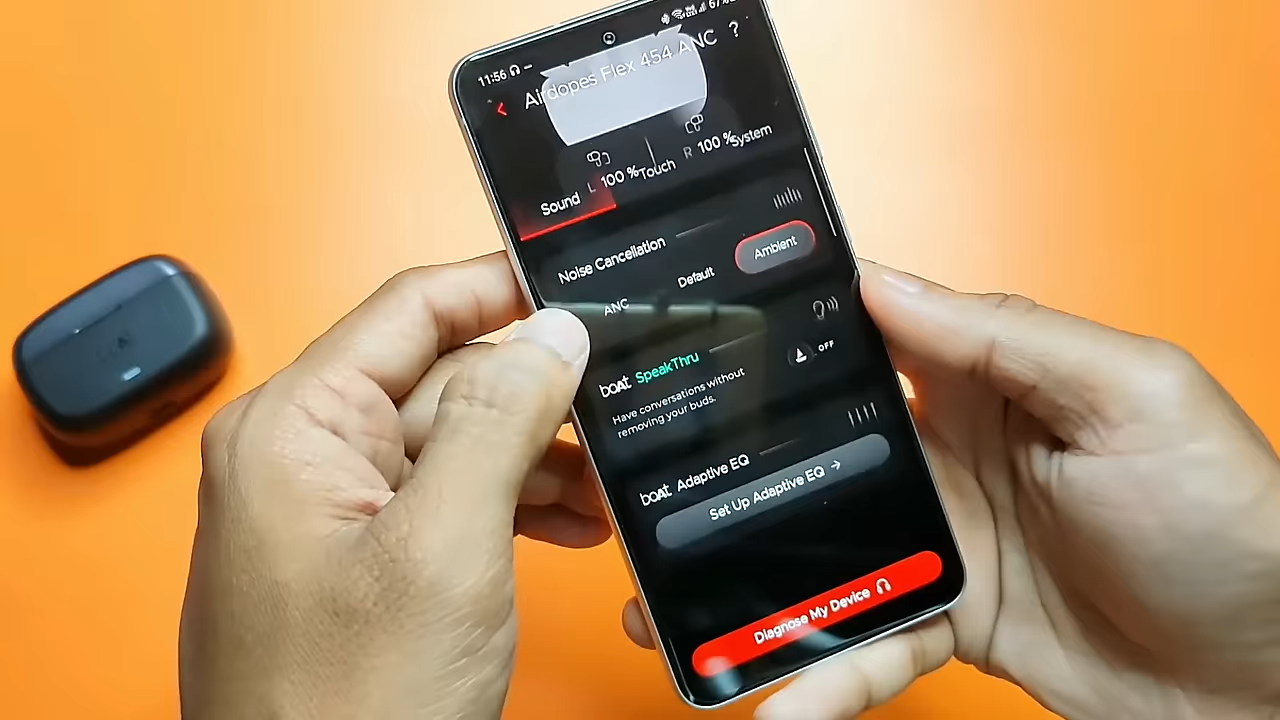 11:56
67%
Airdopes Flex 454 ANC ?
L 100 % R 100 %
Sound Touch System
Noise Cancellation
ANC Default Ambient
boAt SpeakThru
OFF
Have conversations without
removing your buds.
boAt Adaptive EQ
Set Up Adaptive EQ →
Diagnose My Device